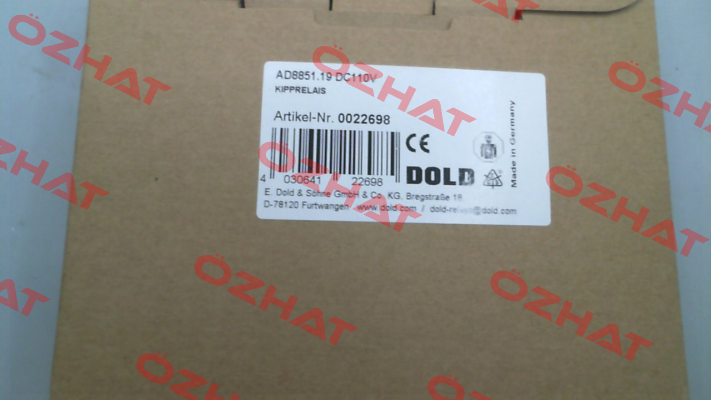 AD8851.19 DC110V
KIPPRELAIS
Artikel-Nr. 0022698
CE
4 030641 22698
DOLD
Made in Germany
E. Dold & Söhne GmbH & Co. KG, Bregstraße 18
D-78120 Furtwangen www.dold.com / dold-relays@dold.com
ÖZHAT
ÖZHAT
ÖZHAT
ÖZHAT
ÖZHAT
ÖZHAT
ÖZHAT
ÖZHAT
ÖZHAT
ÖZHAT